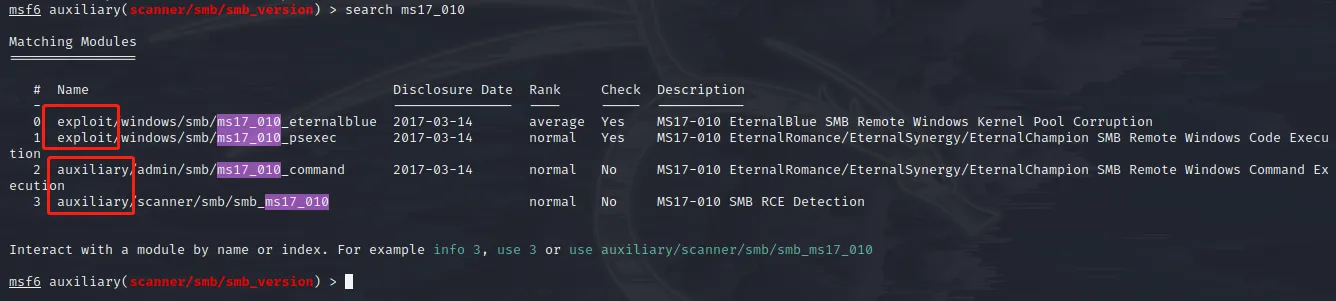 msf6 auxiliary(scanner/smb/smb_version) > search ms17_010
Matching Modules
================
# Name Disclosure Date Rank Check Description
- ---- --------------- ---- ----- -----------
0 exploit/windows/smb/ms17_010_eternalblue 2017-03-14 average Yes MS17-010 EternalBlue SMB Remote Windows Kernel Pool Corruption
1 exploit/windows/smb/ms17_010_psexec 2017-03-14 normal Yes MS17-010 EternalRomance/EternalSynergy/EternalChampion SMB Remote Windows Code Execu
tion
2 auxiliary/admin/smb/ms17_010_command 2017-03-14 normal No MS17-010 EternalRomance/EternalSynergy/EternalChampion SMB Remote Windows Command Ex
ecution
3 auxiliary/scanner/smb/smb_ms17_010 normal No MS17-010 SMB RCE Detection
Interact with a module by name or index. For example info 3, use 3 or use auxiliary/scanner/smb/smb_ms17_010
msf6 auxiliary(scanner/smb/smb_version) >